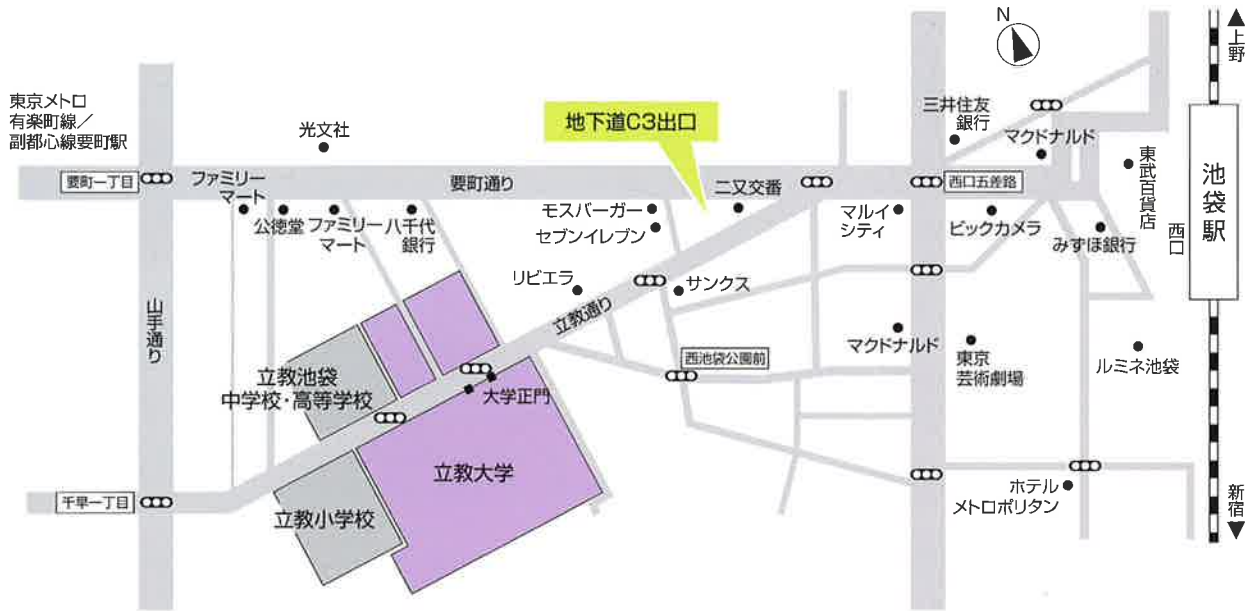 N
上野
東京メトロ
有楽町線／
副都心線要町駅
光文社
地下道C3出口
三井住友
銀行
マクドナルド
東武百貨店
池袋駅
西口
要町一丁目
ファミリー
マート
要町通り
二又交番
西口五差路
公徳堂
ファミリー
マート
八千代
銀行
モスバーガー
セブンイレブン
マルイ
シティ
ビックカメラ
みずほ銀行
リビエラ
サンクス
立教通り
山手通り
西池袋公園前
マクドナルド
東京
芸術劇場
ルミネ池袋
立教池袋
中学校・高等学校
大学正門
立教大学
千早一丁目
立教小学校
ホテル
メトロポリタン
新宿